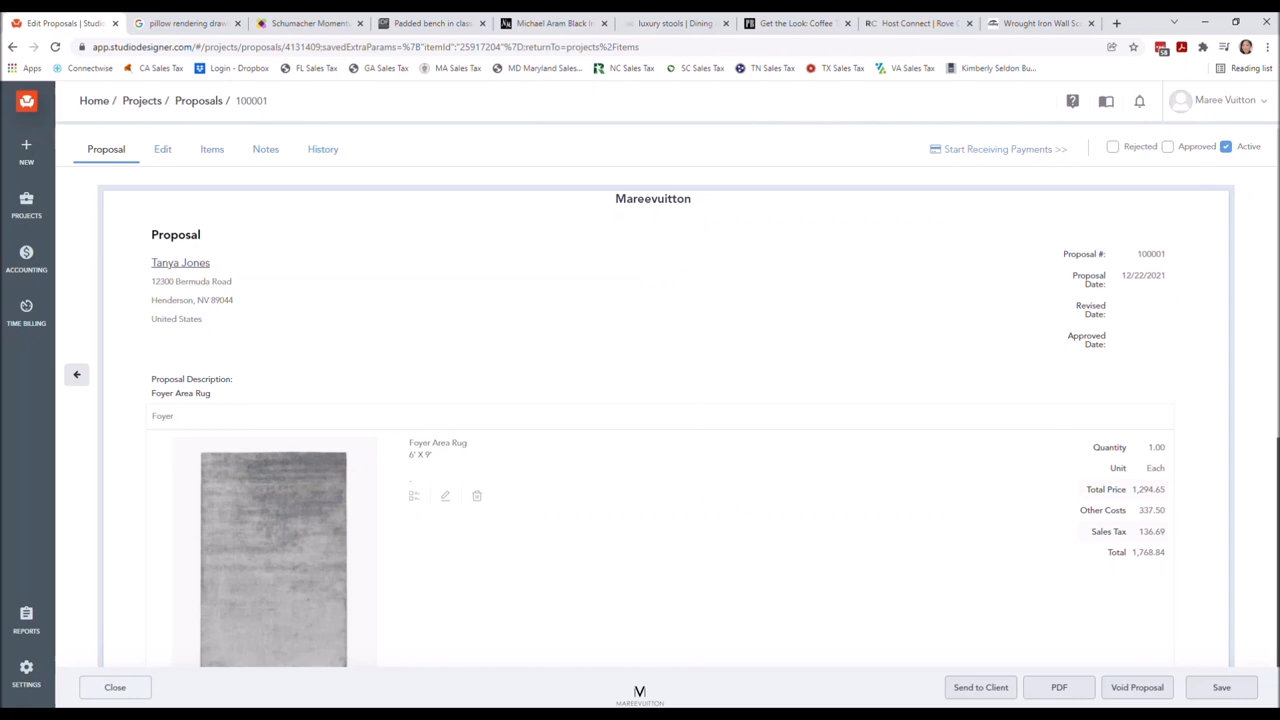 Edit Proposals | Studi
pillow rendering draw
Schumacher Momentu
Padded bench in class
Michael Aram Black I
luxury stools | Dining
Get the Look: Coffee T
Host Connect | Rove C
Wrought Iron Wall Sc
app.studiodesigner.com/#/projects/proposals/4131409;savedExtraParams=%7B"itemId":"25917204"%7D;returnTo=projects%2Fitems
58
Apps
Connectwise
CA Sales Tax
Login - Dropbox
FL Sales Tax
GA Sales Tax
MA Sales Tax
MD Maryland Sales...
NC Sales Tax
SC Sales Tax
TN Sales Tax
TX Sales Tax
VA Sales Tax
Kimberly Seldon Bu...
Reading list
Home / Projects / Proposals / 100001
Maree Vuitton
NEW
PROJECTS
ACCOUNTING
TIME BILLING
REPORTS
SETTINGS
Proposal
Edit
Items
Notes
History
Start Receiving Payments >>
Rejected
Approved
Active
Mareevuitton
Proposal
Tanya Jones
12300 Bermuda Road
Henderson, NV 89044
United States
Proposal #: 100001
Proposal Date: 12/22/2021
Revised Date:
Approved Date:
Proposal Description:
Foyer Area Rug
Foyer
Foyer Area Rug
6' X 9'
-
Quantity 1.00
Unit Each
Total Price 1,294.65
Other Costs 337.50
Sales Tax 136.69
Total 1,768.84
Close
M
MAREEVUITTON
Send to Client
PDF
Void Proposal
Save